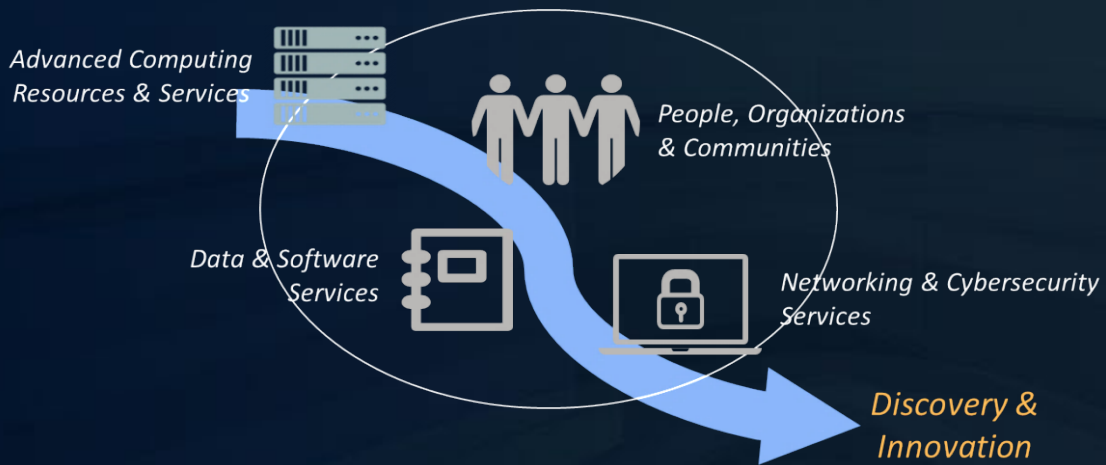 Advanced Computing
Resources & Services
People, Organizations
& Communities
Data & Software
Services
Networking & Cybersecurity
Services
Discovery &
Innovation